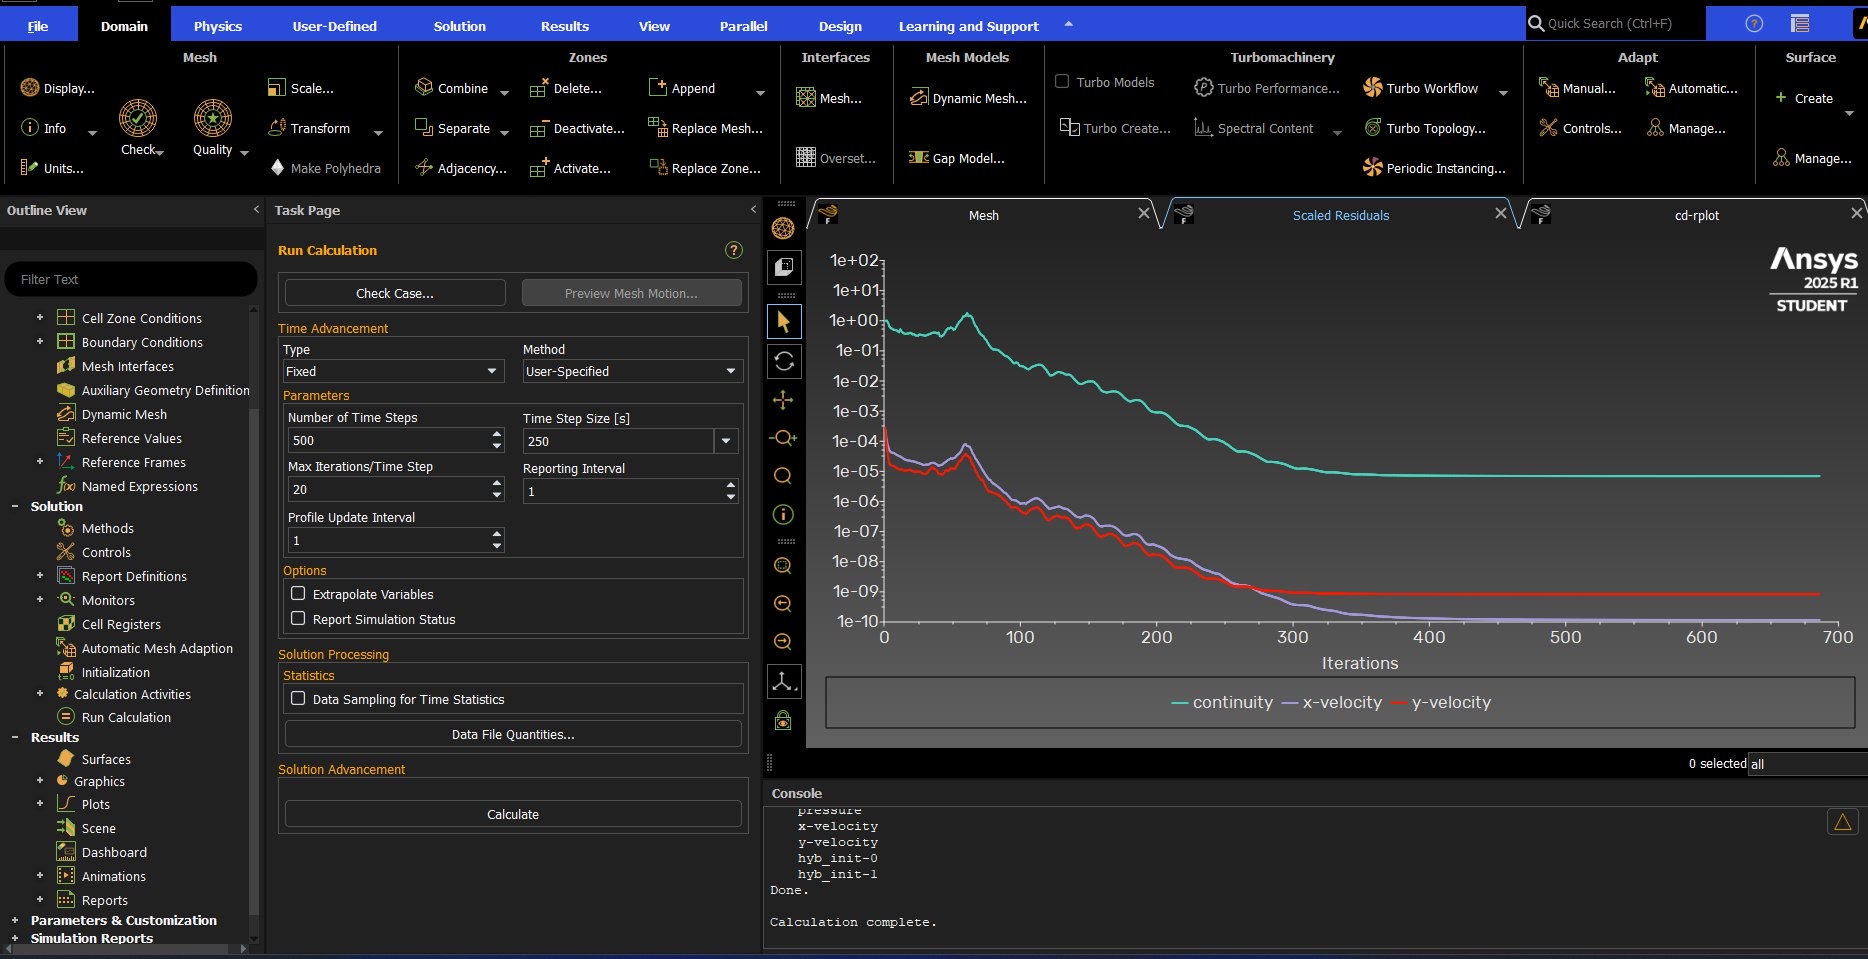 File Domain Physics User-Defined Solution Results View Parallel Design Learning and Support Quick Search (Ctrl+F)
Mesh Zones Interfaces Mesh Models Turbomachinery Adapt Surface
Display... Scale... Combine Delete... Append Mesh... Dynamic Mesh... Turbo Models Turbo Performance... Turbo Workflow Manual... Automatic... Create
Info Check Quality Transform Separate Deactivate... Replace Mesh... Turbo Create... Spectral Content Turbo Topology... Controls... Manage...
Units... Make Polyhedra Adjacency... Activate... Replace Zone... Overset... Gap Model... Periodic Instancing... Manage...
Outline View
Filter Text
Cell Zone Conditions
Boundary Conditions
Mesh Interfaces
Auxiliary Geometry Definition
Dynamic Mesh
Reference Values
Reference Frames
Named Expressions
Solution
Methods
Controls
Report Definitions
Monitors
Cell Registers
Automatic Mesh Adaption
Initialization
Calculation Activities
Run Calculation
Results
Surfaces
Graphics
Plots
Scene
Dashboard
Animations
Reports
Parameters & Customization
Simulation Reports
Task Page
Run Calculation
Check Case... Preview Mesh Motion...
Time Advancement
Type Method
Fixed User-Specified
Parameters
Number of Time Steps Time Step Size [s]
500 250
Max Iterations/Time Step Reporting Interval
20 1
Profile Update Interval
1
Options
Extrapolate Variables
Report Simulation Status
Solution Processing
Statistics
Data Sampling for Time Statistics
Data File Quantities...
Solution Advancement
Calculate
Mesh Scaled Residuals cd-rplot
Ansys
2025 R1
STUDENT
1e+02
1e+01
1e+00
1e-01
1e-02
1e-03
1e-04
1e-05
1e-06
1e-07
1e-08
1e-09
1e-10
0 100 200 300 400 500 600 700
Iterations
continuity x-velocity y-velocity
0 selected all
Console
pressure
x-velocity
y-velocity
hyb_init-0
hyb_init-1
Done.
Calculation complete.